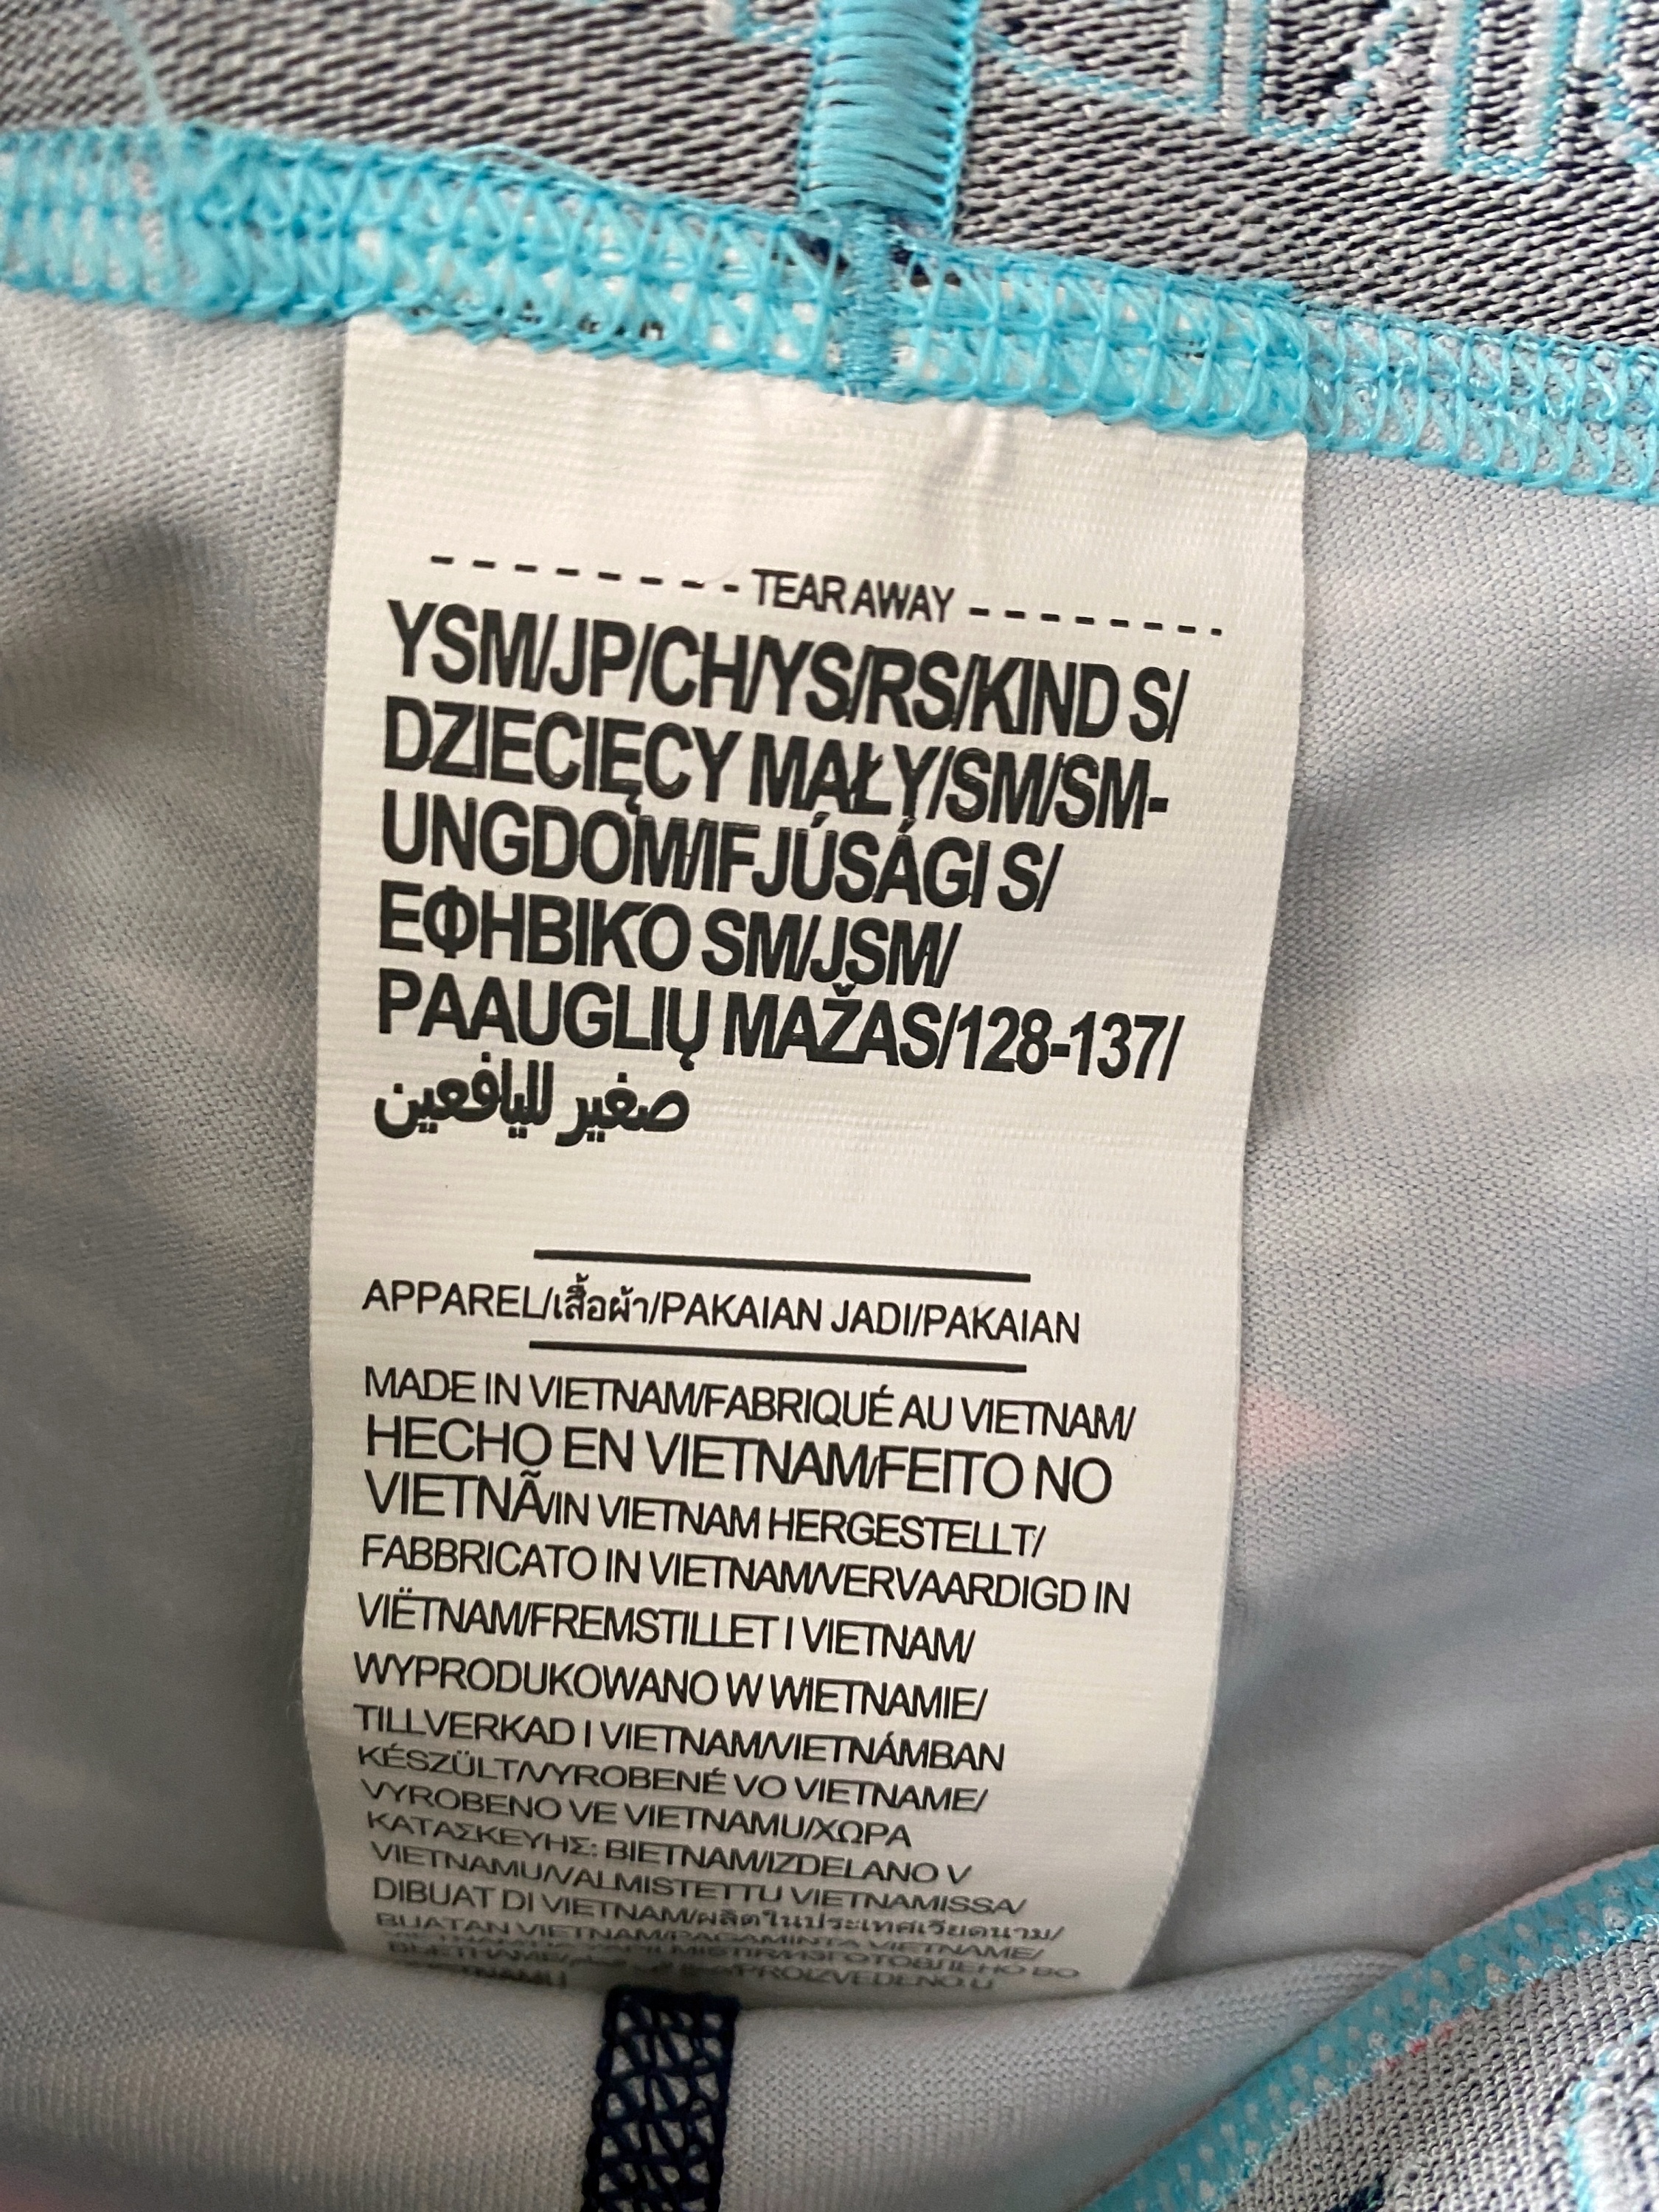 TEAR AWAY
YSM/JP/CH/YS/RS/KIND S/
DZIECIĘCY MAŁY/SM/SM-
UNGDOM/IFJÚSÁGI S/
ΕΦΗΒΙΚΟ SM/JSM/
PAAUGLIŲ MAŽAS/128-137/
صغير لليافعين
APPAREL/เสื้อผ้า/PAKAIAN JADI/PAKAIAN
MADE IN VIETNAM/FABRIQUÉ AU VIETNAM/
HECHO EN VIETNAM/FEITO NO
VIETNÃ/IN VIETNAM HERGESTELLT/
FABBRICATO IN VIETNAM/VERVAARDIGD IN
VIËTNAM/FREMSTILLET I VIETNAM/
WYPRODUKOWANO W WIETNAMIE/
TILLVERKAD I VIETNAM/VIETNÁMBAN
KÉSZÜLT/VYROBENÉ VO VIETNAME/
VYROBENO VE VIETNAMU/ΧΩΡΑ
ΚΑΤΑΣΚΕΥΗΣ: ΒΙΕΤΝΑΜ/IZDELANO V
VIETNAMU/VALMISTETTU VIETNAMISSA/
DIBUAT DI VIETNAM/ผลิตในประเทศเวียดนาม/
BUATAN VIETNAM/PAGAMINTA VIETNAME/
ИЗГОТОВЛЕНО ВО
ВЬЕТНАМЕ/ PROIZVEDENO U
VIJETNAMU